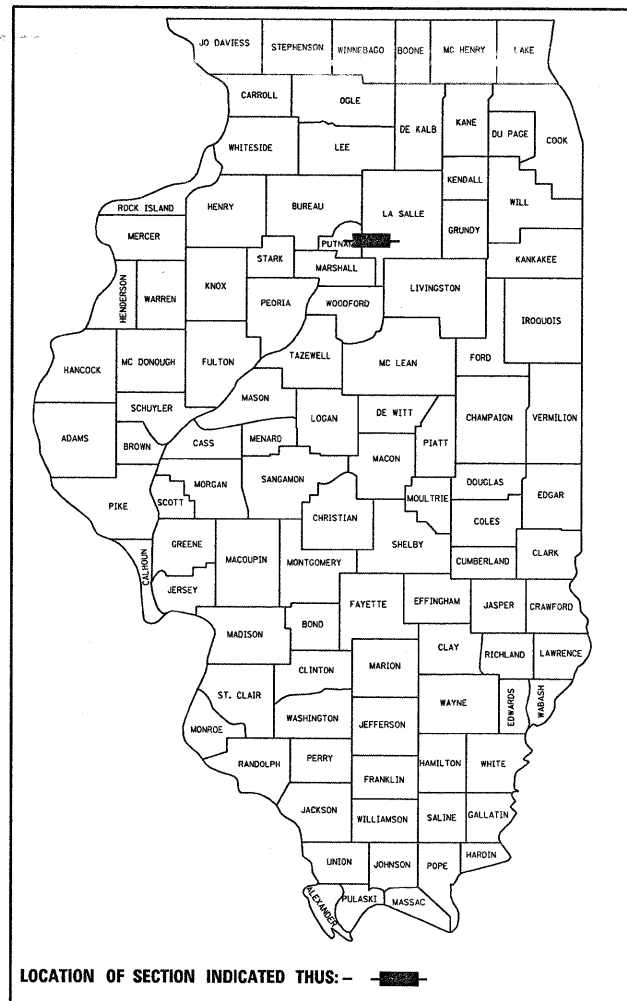 JO DAVIESS STEPHENSON WINNEBAGO BOONE MC HENRY LAKE
CARROLL OGLE DE KALB KANE DU PAGE COOK
WHITESIDE LEE
KENDALL WILL
ROCK ISLAND HENRY BUREAU LA SALLE GRUNDY
MERCER PUTNAM
STARK MARSHALL KANKAKEE
HENDERSON WARREN KNOX PEORIA WOODFORD LIVINGSTON IROQUOIS
HANCOCK MC DONOUGH FULTON TAZEWELL MC LEAN FORD
SCHUYLER MASON LOGAN DE WITT CHAMPAIGN VERMILION
ADAMS BROWN CASS MENARD PIATT
MACON
PIKE SCOTT MORGAN SANGAMON MOULTRIE DOUGLAS EDGAR
CHRISTIAN COLES
CALHOUN GREENE MACOUPIN MONTGOMERY SHELBY CUMBERLAND CLARK
JERSEY FAYETTE EFFINGHAM JASPER CRAWFORD
MADISON BOND
CLAY RICHLAND LAWRENCE
CLINTON MARION
ST. CLAIR WAYNE EDWARDS WABASH
MONROE WASHINGTON JEFFERSON
RANDOLPH PERRY HAMILTON WHITE
FRANKLIN
JACKSON WILLIAMSON SALINE GALLATIN
UNION JOHNSON POPE HARDIN
ALEXANDER PULASKI MASSAC
LOCATION OF SECTION INDICATED THUS:-